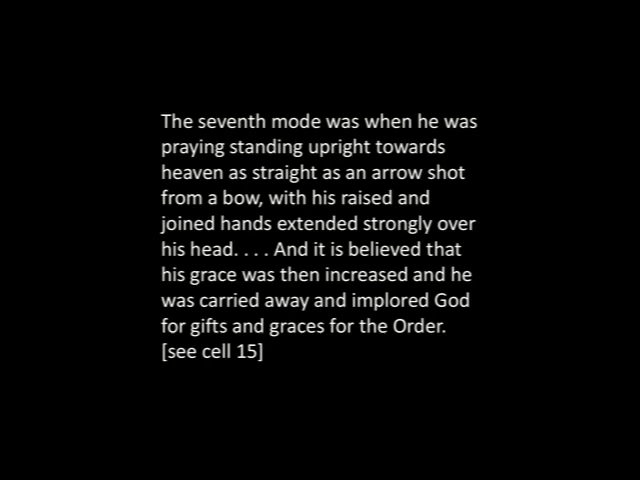 The seventh mode was when he was
praying standing upright towards
heaven as straight as an arrow shot
from a bow, with his raised and
joined hands extended strongly over
his head. . . . And it is believed that
his grace was then increased and he
was carried away and implored God
for gifts and graces for the Order.
[see cell 15]